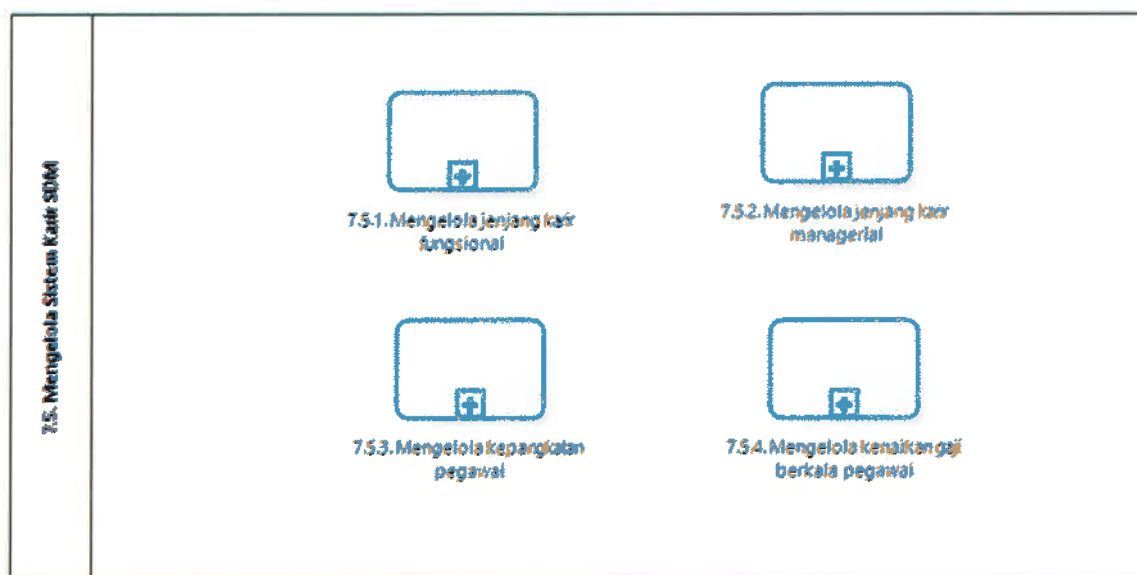 7.5. Mengelola Sistem Karir SDM
7.5.1. Mengelola jenjang karir
fungsional
7.5.2. Mengelola jenjang karir
managerial
7.5.3. Mengelola kepangkatan
pegawai
7.5.4. Mengelola kenaikan gaji
berkala pegawai